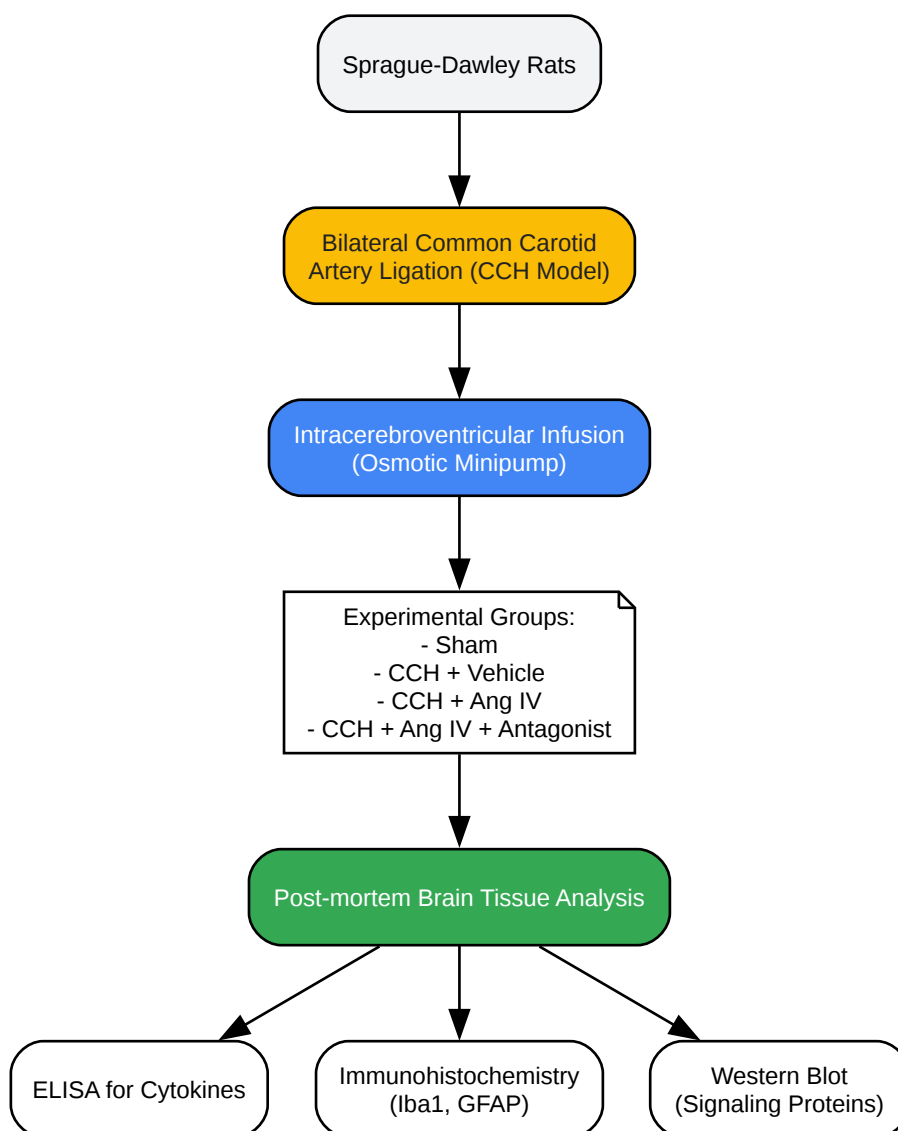 Sprague-Dawley Rats
Bilateral Common Carotid
Artery Ligation (CCH Model)
Intracerebroventricular Infusion
(Osmotic Minipump)
Experimental Groups:
- Sham
- CCH + Vehicle
- CCH + Ang IV
- CCH + Ang IV + Antagonist
Post-mortem Brain Tissue Analysis
ELISA for Cytokines
Immunohistochemistry
(Iba1, GFAP)
Western Blot
(Signaling Proteins)